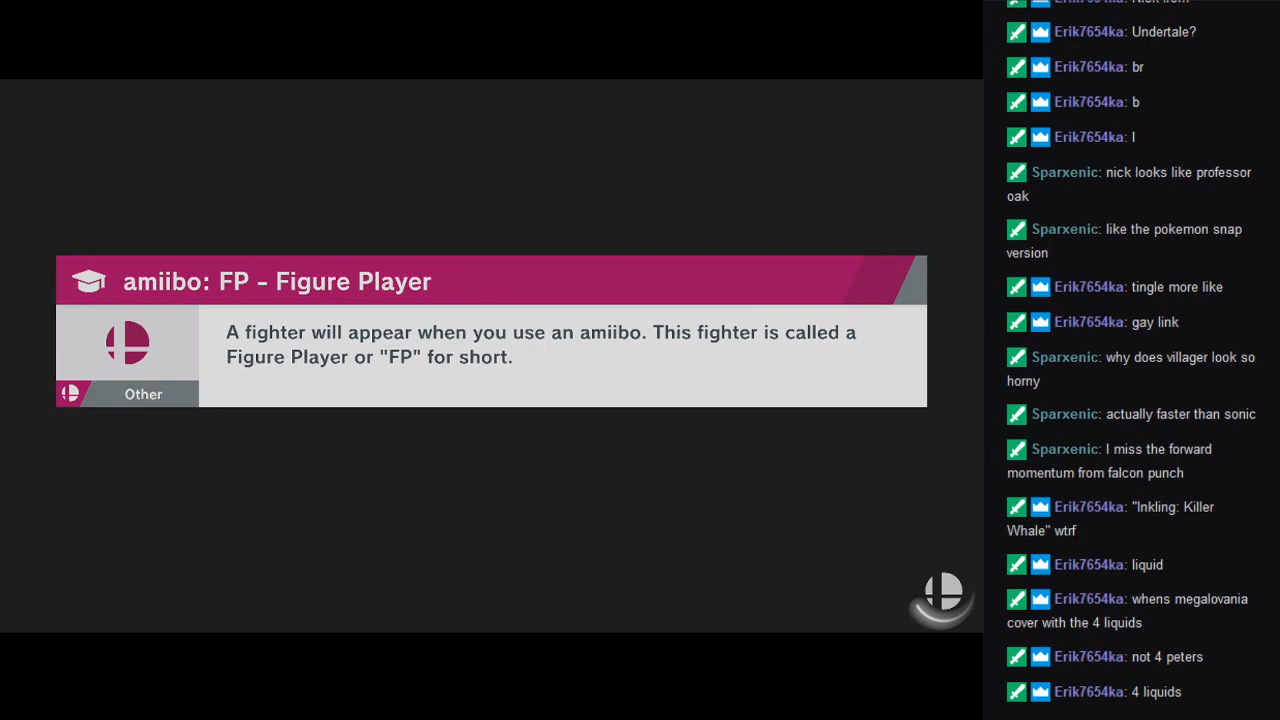 amiibo: FP - Figure Player
A fighter will appear when you use an amiibo. This fighter is called a
Figure Player or "FP" for short.
Other
Erik7654ka: Undertale?
Erik7654ka: br
Erik7654ka: b
Erik7654ka: l
Sparxenic: nick looks like professor
oak
Sparxenic: like the pokemon snap
version
Erik7654ka: tingle more like
Erik7654ka: gay link
Sparxenic: why does villager look so
horny
Sparxenic: actually faster than sonic
Sparxenic: I miss the forward
momentum from falcon punch
Erik7654ka: "Inkling: Killer
Whale" wtrf
Erik7654ka: liquid
Erik7654ka: whens megalovania
cover with the 4 liquids
Erik7654ka: not 4 peters
Erik7654ka: 4 liquids